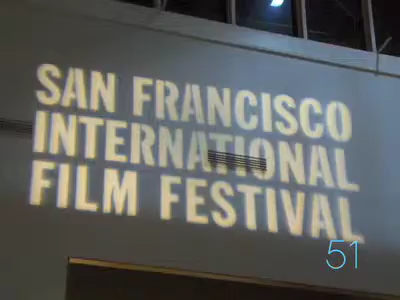 SAN FRANCISCO
INTERNATIONAL
FILM FESTIVAL
51